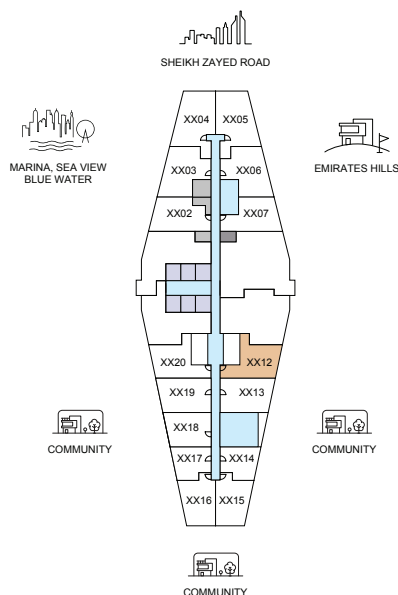 SHEIKH ZAYED ROAD
MARINA, SEA VIEW
BLUE WATER
EMIRATES HILLS
XX04 XX05
XX03 XX06
XX02 XX07
XX20 XX12
XX19 XX13
XX18
XX17 XX14
XX16 XX15
COMMUNITY
COMMUNITY
COMMUNITY